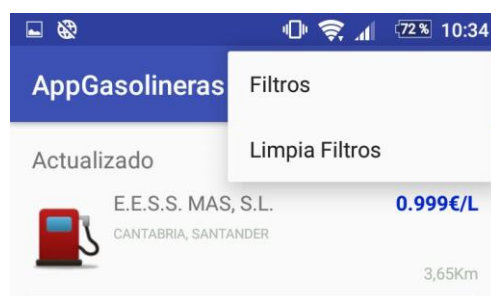 72% 10:34
AppGasolineras
Filtros
Limpia Filtros
Actualizado
E.E.S.S. MAS, S.L.
0.999€/L
CANTABRIA, SANTANDER
3,65Km